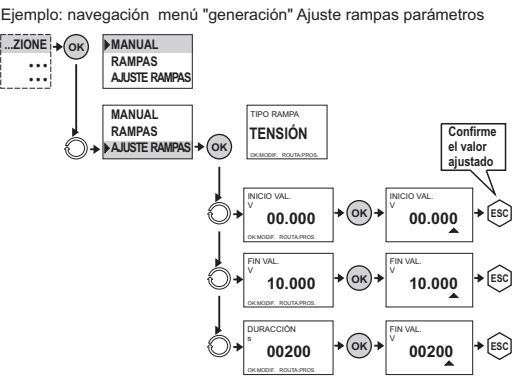 Ejemplo: navegación menú "generación" Ajuste rampas parámetros
...ZIONE
OK
MANUAL
RAMPAS
AJUSTE RAMPAS
...
...
MANUAL
RAMPAS
AJUSTE RAMPAS
OK
TIPO RAMPA
TENSIÓN
OK:MODIF. ROUTA:PROS.
Confirme
el valor
ajustado
INICIO VAL.
V
00.000
OK:MODIF. ROUTA:PROS.
OK
INICIO VAL.
V
00.000
ESC
FIN VAL.
V
10.000
OK:MODIF. ROUTA:PROS.
OK
FIN VAL.
V
10.000
ESC
DURACCIÓN
s
00200
OK:MODIF. ROUTA:PROS.
OK
FIN VAL.
V
00200
ESC